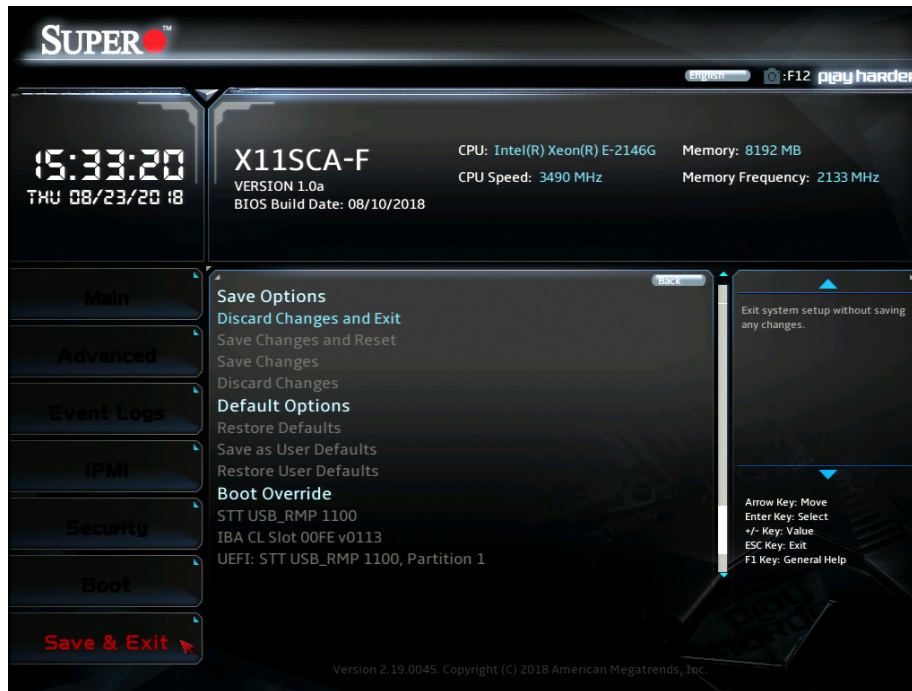 SUPER
TM
English
:F12 play harder
15:33:20
THU 08/23/2018
X11SCA-F
VERSION 1.0a
BIOS Build Date: 08/10/2018
CPU: Intel(R) Xeon(R) E-2146G
CPU Speed: 3490 MHz
Memory: 8192 MB
Memory Frequency: 2133 MHz
Main
Advanced
Event Logs
IPMI
Security
Boot
Save & Exit
Back
Save Options
Discard Changes and Exit
Save Changes and Reset
Save Changes
Discard Changes
Default Options
Restore Defaults
Save as User Defaults
Restore User Defaults
Boot Override
STT USB_RMP 1100
IBA CL Slot 00FE v0113
UEFI: STT USB_RMP 1100, Partition 1
Exit system setup without saving
any changes.
Arrow Key: Move
Enter Key: Select
+/- Key: Value
ESC Key: Exit
F1 Key: General Help
play
harder
Version 2.19.0045. Copyright (C) 2018 American Megatrends, Inc.